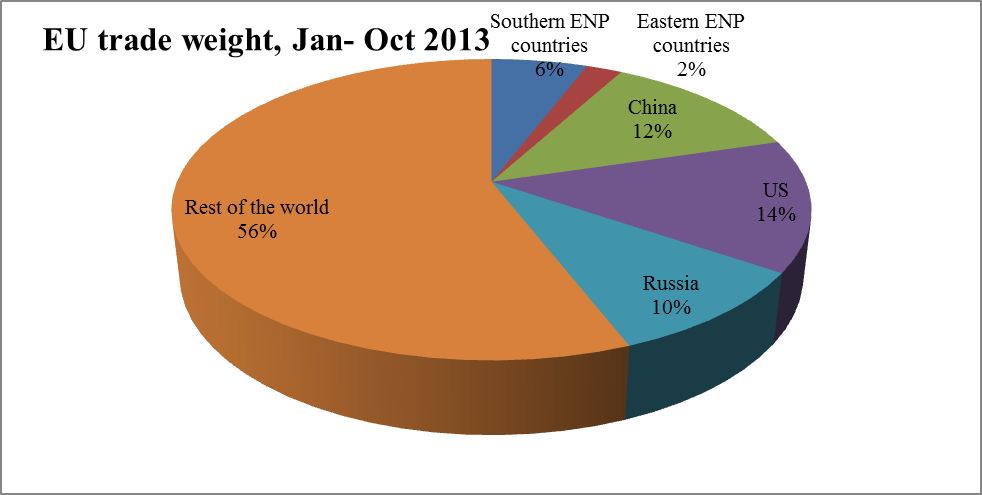 EU trade weight, Jan- Oct 2013
Southern ENP
countries
6%
Eastern ENP
countries
2%
China
12%
US
14%
Russia
10%
Rest of the world
56%